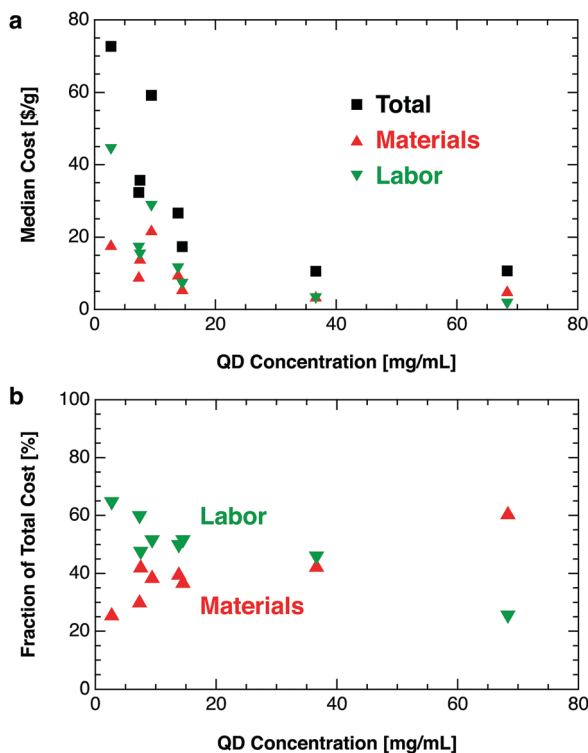 a
80
60
40
20
0
Median Cost [$/g]
Total
Materials
Labor
0 20 40 60 80
QD Concentration [mg/mL]
b
100
80
60
40
20
0
Fraction of Total Cost [%]
Labor
Materials
0 20 40 60 80
QD Concentration [mg/mL]